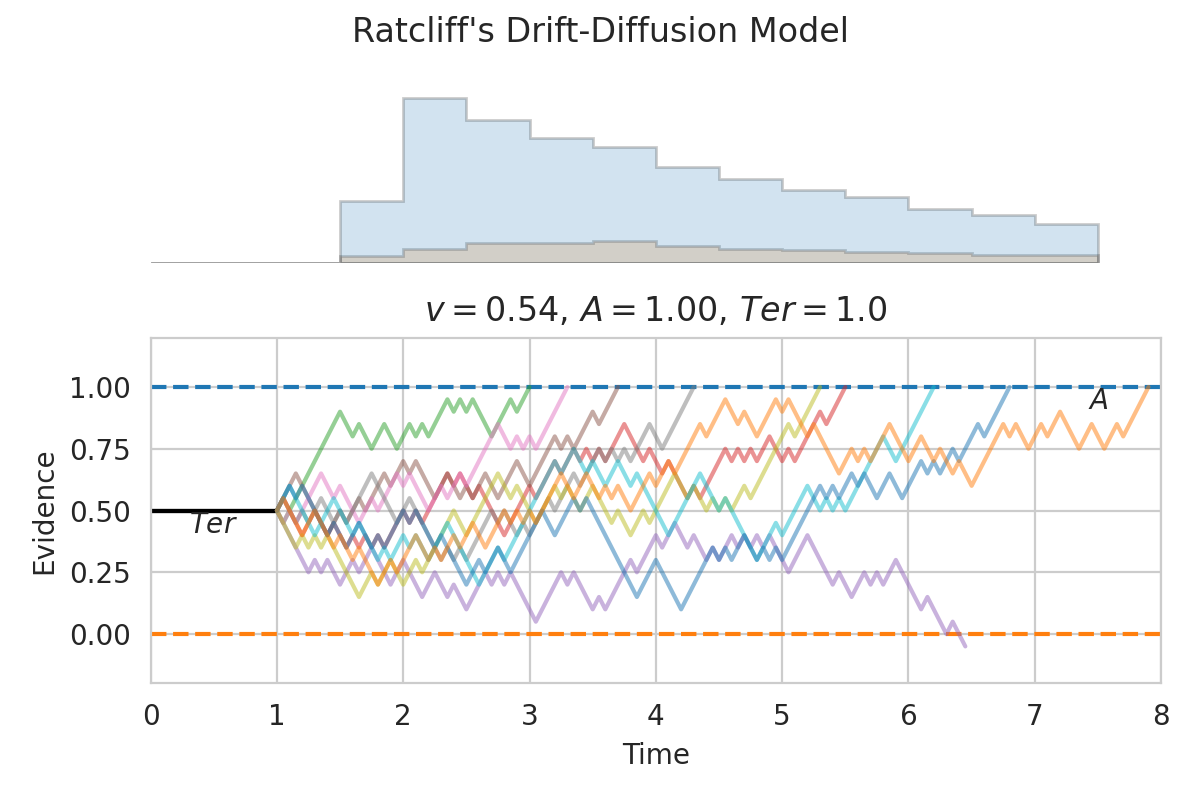 Ratcliff's Drift-Diffusion Model
v = 0.54, A = 1.00, Ter = 1.0
1.00
A
0.75
0.50
Ter
0.25
0.00
Evidence
0 1 2 3 4 5 6 7 8
Time